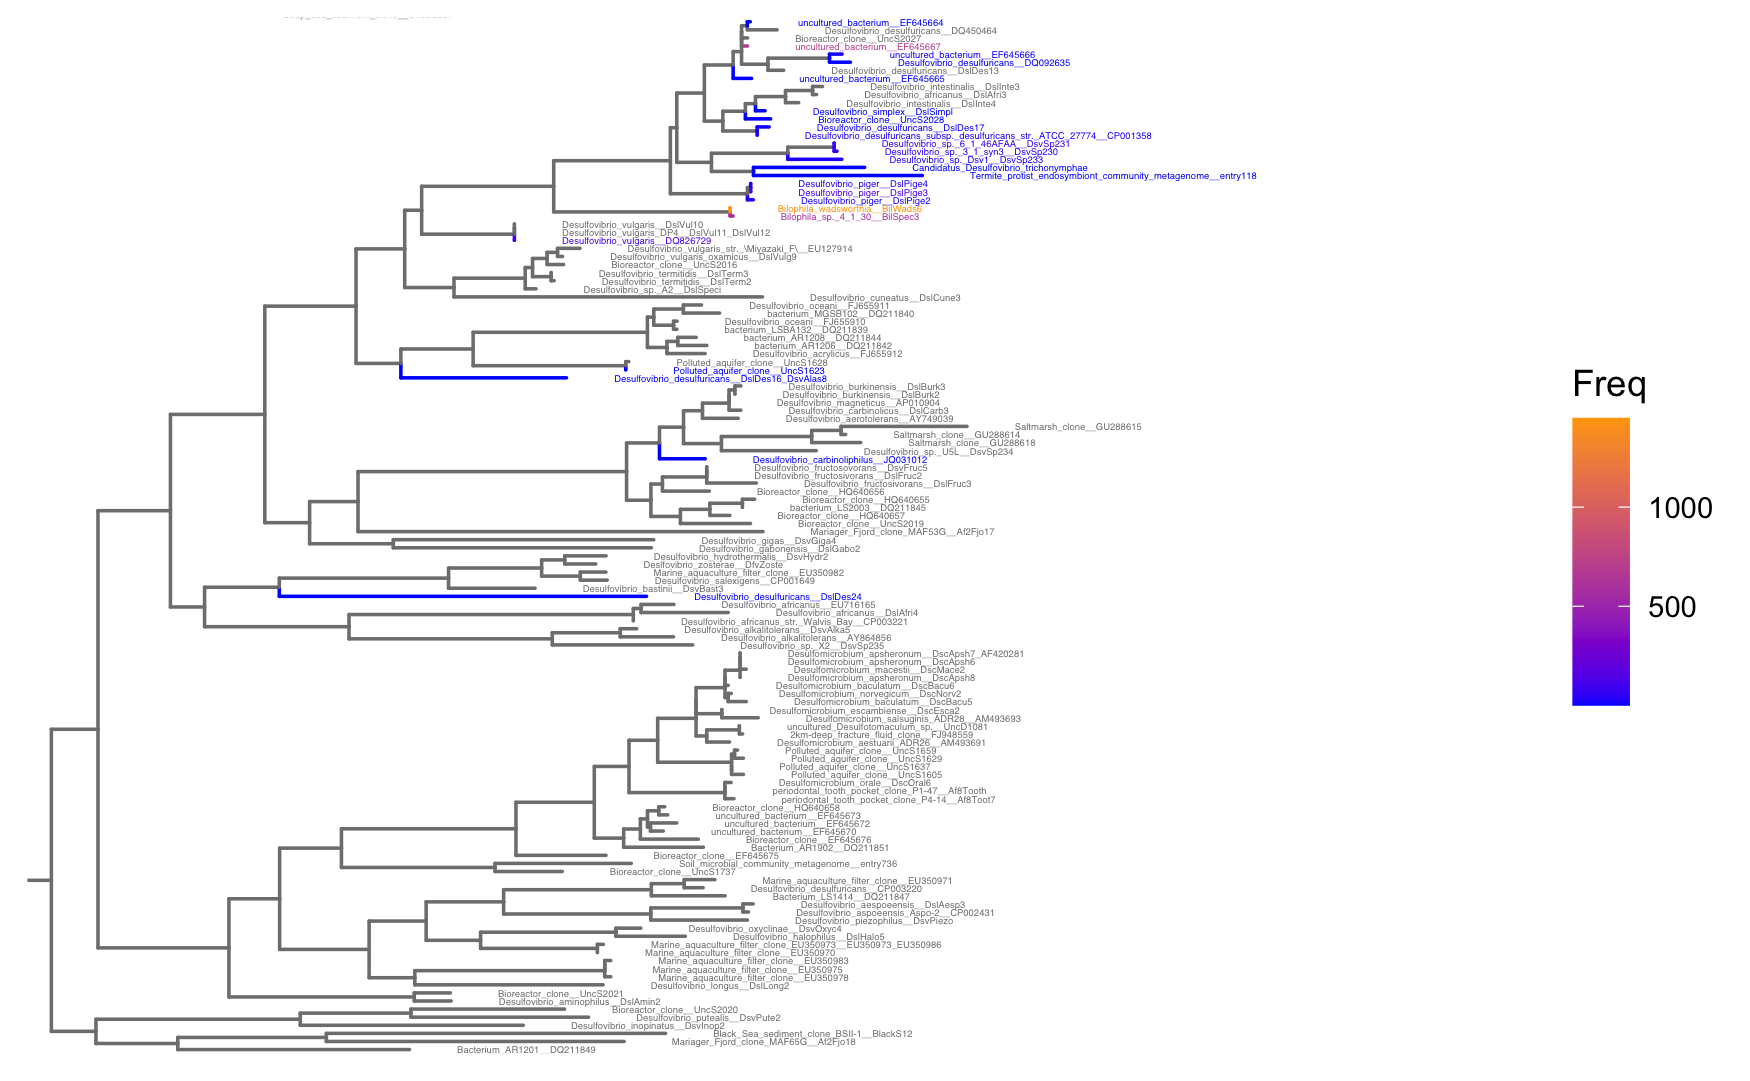 uncultured_bacterium__EF645664
Desulfovibrio_desulfuricans__DQ450464
Bioreactor_clone__UncS2027
uncultured_bacterium__EF645667
uncultured_bacterium__EF645666
Desulfovibrio_desulfuricans__DQ092635
Desulfovibrio_desulfuricans__DslDes13
uncultured_bacterium__EF645665
Desulfovibrio_intestinalis__DslInte3
Desulfovibrio_africanus__DslAfri3
Desulfovibrio_intestinalis__DslInte4
Desulfovibrio_simplex__DslSimpl
Bioreactor_clone__UncS2028
Desulfovibrio_desulfuricans__DslDes17
Desulfovibrio_desulfuricans_subsp._desulfuricans_str._ATCC_27774__CP001358
Desulfovibrio_sp._6_1_46AFAA__DsvSp231
Desulfovibrio_sp._3_1_syn3__DsvSp230
Desulfovibrio_sp._Dsv1__DsvSp233
Candidatus_Desulfovibrio_trichonymphae
Termite_protist_endosymbiont_community_metagenome__entry118
Desulfovibrio_piger__DslPige4
Desulfovibrio_piger__DslPige3
Desulfovibrio_piger__DslPige2
Bilophila_wadsworthia__BilWads6
Bilophila_sp._4_1_30__BilSpec3
Desulfovibrio_vulgaris__DslVul10
Desulfovibrio_vulgaris_DP4__DslVul11_DslVul12
Desulfovibrio_vulgaris__DQ826729
Desulfovibrio_vulgaris_str._\Miyazaki_F\__EU127914
Desulfovibrio_vulgaris_oxamicus__DslVulg9
Bioreactor_clone__UncS2016
Desulfovibrio_termitidis__DslTerm3
Desulfovibrio_termitidis__DslTerm2
Desulfovibrio_sp._A2__DslSpeci
Desulfovibrio_cuneatus__DslCune3
Desulfovibrio_oceani__FJ655911
bacterium_MGSB102__DQ211840
Desulfovibrio_oceani__FJ655910
bacterium_LSBA132__DQ211839
bacterium_AR1208__DQ211844
bacterium_AR1206__DQ211842
Desulfovibrio_acrylicus__FJ655912
Polluted_aquifer_clone__UncS1628
Polluted_aquifer_clone__UncS1623
Desulfovibrio_desulfuricans__DslDes16_DsvAlas8
Desulfovibrio_burkinensis__DslBurk3
Desulfovibrio_burkinensis__DslBurk2
Desulfovibrio_magneticus__AP010904
Desulfovibrio_carbinolicus__DslCarb3
Desulfovibrio_aerotolerans__AY749039
Saltmarsh_clone__GU288615
Saltmarsh_clone__GU288614
Saltmarsh_clone__GU288618
Desulfovibrio_sp._U5L__DsvSp234
Desulfovibrio_carbinoliphilus__JQ031012
Desulfovibrio_fructosovorans__DsvFruc5
Desulfovibrio_fructosivorans__DslFruc2
Desulfovibrio_fructosivorans__DslFruc3
Bioreactor_clone__HQ640656
Bioreactor_clone__HQ640655
bacterium_LS2003__DQ211845
Bioreactor_clone__HQ640657
Bioreactor_clone__UncS2019
Mariager_Fjord_clone_MAF53G__Af2Fjo17
Desulfovibrio_gigas__DsvGiga4
Desulfovibrio_gabonensis__DslGabo2
Desulfovibrio_hydrothermalis__DsvHydr2
Desvibrio_zosterae__DfvZoste
Marine_aquaculture_filter_clone__EU350982
Desulfovibrio_salexigens__CP001649
Desulfovibrio_bastinii__DsvBast3
Desulfovibrio_desulfuricans__DslDes24
Desulfovibrio_africanus__EU716165
Desulfovibrio_africanus__DslAfri4
Desulfovibrio_africanus_str._Walvis_Bay__CP003221
Desulfovibrio_alkalitolerans__DsvAlka5
Desulfovibrio_alkalitolerans__AY864856
Desulfovibrio_sp._X2__DsvSp235
Desulfomicrobium_apsheronum__DscApsh7_AF420281
Desulfomicrobium_apsheronum__DscApsh6
Desulfomicrobium_macestii__DscMace2
Desulfomicrobium_apsheronum__DscApsh8
Desulfomicrobium_baculatum__DscBacu6
Desulfomicrobium_norvegicum__DscNorv2
Desulfomicrobium_baculatum__DscBacu5
Desulfomicrobium_escambiense__DscEsca2
Desulfomicrobium_salsuginis_ADR28__AM493693
uncultured_Desulfotomaculum_sp.__UncD1081
2km-deep_fracture_fluid_clone__FJ948559
Desulfomicrobium_aestuarii_ADR26__AM493691
Polluted_aquifer_clone__UncS1659
Polluted_aquifer_clone__UncS1629
Polluted_aquifer_clone__UncS1637
Polluted_aquifer_clone__UncS1605
Desulfomicrobium_orale__DscOral6
periodontal_tooth_pocket_clone_P1-47__Af8Tooth
periodontal_tooth_pocket_clone_P4-14__Af8Toot7
Bioreactor_clone__HQ640658
uncultured_bacterium__EF645673
uncultured_bacterium__EF645672
uncultured_bacterium__EF645670
Bioreactor_clone__EF645676
Bacterium_AR1902__DQ211851
Bioreactor_clone__EF645675
Soil_microbial_community_metagenome__entry736
Bioreactor_clone__UncS1737
Marine_aquaculture_filter_clone__EU350971
Desulfovibrio_desulfuricans__CP003220
Bacterium_LS1414__DQ211847
Desulfovibrio_aespoeensis__DslAesp3
Desulfovibrio_aspoeensis_Aspo-2__CP002431
Desulfovibrio_piezophilus__DsvPiezo
Desulfovibrio_oxyclinae__DsvOxyc4
Desulfovibrio_halophilus__DslHalo5
Marine_aquaculture_filter_clone_EU350973__EU350973_EU350986
Marine_aquaculture_filter_clone__EU350970
Marine_aquaculture_filter_clone__EU350983
Marine_aquaculture_filter_clone__EU350975
Marine_aquaculture_filter_clone__EU350978
Desulfovibrio_longus__DslLong2
Bioreactor_clone__UncS2021
Desulfovibrio_aminophilus__DslAmin2
Bioreactor_clone__UncS2020
Desulfovibrio_putealis__DsvPute2
Desulfovibrio_inopinatus__DsvInop2
Black_Sea_sediment_clone_BSII-1__BlackS12
Mariager_Fjord_clone_MAF65G__Af2Fjo18
Bacterium_AR1201__DQ211849
Freq
1000
500